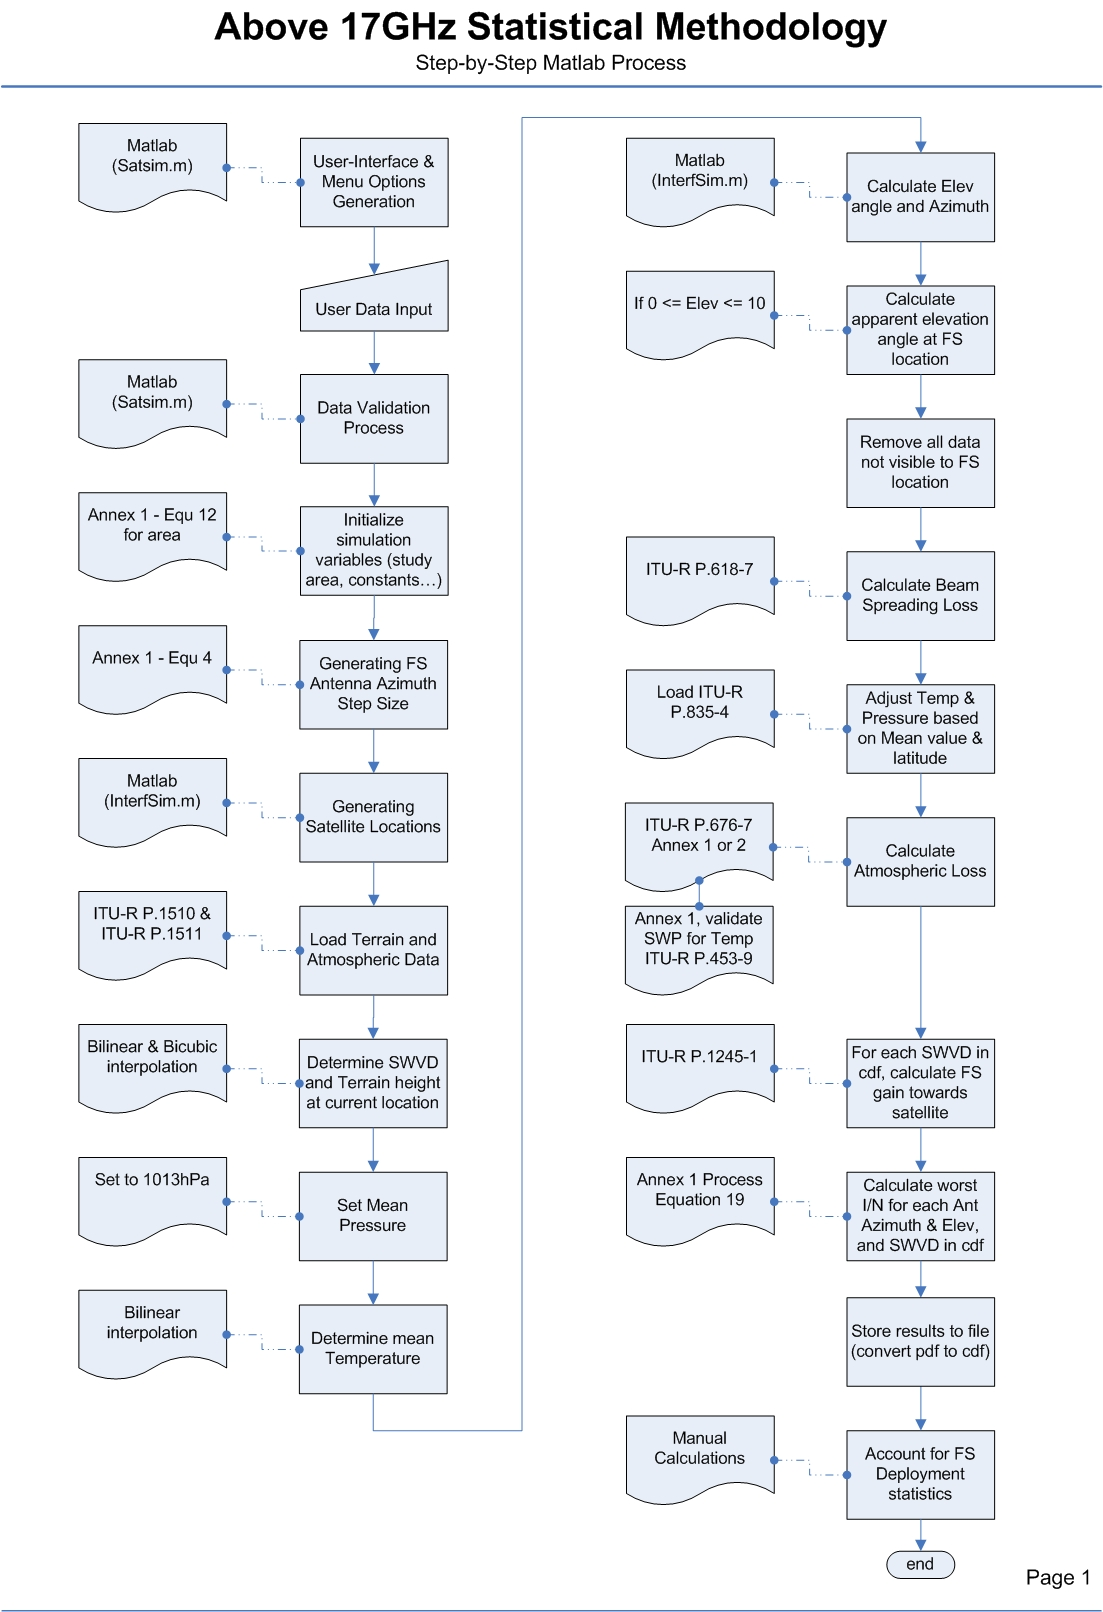 Above 17GHz Statistical Methodology
Step-by-Step Matlab Process
Matlab
(Satsim.m)
User-Interface &
Menu Options
Generation
User Data Input
Matlab
(Satsim.m)
Data Validation
Process
Annex 1 - Equ 12
for area
Initialize
simulation
variables (study
area, constants…)
Annex 1 - Equ 4
Generating FS
Antenna Azimuth
Step Size
Matlab
(InterfSim.m)
Generating
Satellite Locations
ITU-R P.1510 &
ITU-R P.1511
Load Terrain and
Atmospheric Data
Bilinear & Bicubic
interpolation
Determine SWVD
and Terrain height
at current location
Set to 1013hPa
Set Mean
Pressure
Bilinear
interpolation
Determine mean
Temperature
Matlab
(InterfSim.m)
Calculate Elev
angle and Azimuth
If 0 <= Elev <= 10
Calculate
apparent elevation
angle at FS
location
Remove all data
not visible to FS
location
ITU-R P.618-7
Calculate Beam
Spreading Loss
Load ITU-R
P.835-4
Adjust Temp &
Pressure based
on Mean value &
latitude
ITU-R P.676-7
Annex 1 or 2
Calculate
Atmospheric Loss
Annex 1, validate
SWP for Temp
ITU-R P.453-9
ITU-R P.1245-1
For each SWVD in
cdf, calculate FS
gain towards
satellite
Annex 1 Process
Equation 19
Calculate worst
I/N for each Ant
Azimuth & Elev,
and SWVD in cdf
Store results to file
(convert pdf to cdf)
Manual
Calculations
Account for FS
Deployment
statistics
end
Page 1